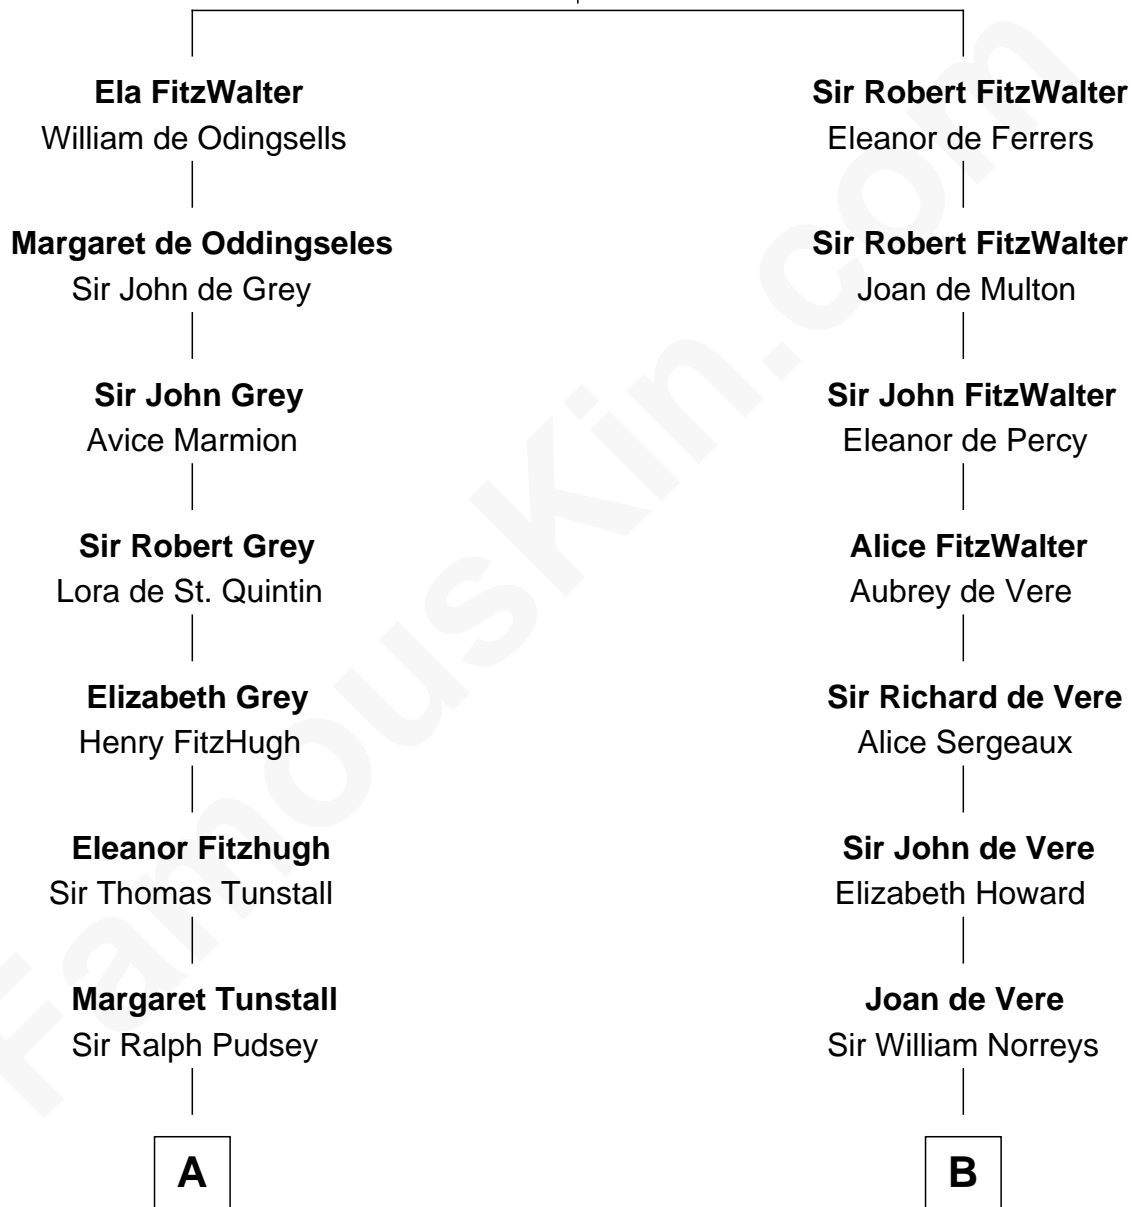 Ela FitzWalter
William de Odingsells
Margaret de Oddingseles
Sir John de Grey
Sir John Grey
Avice Marmion
Sir Robert Grey
Lora de St. Quintin
Elizabeth Grey
Henry FitzHugh
Eleanor Fitzhugh
Sir Thomas Tunstall
Margaret Tunstall
Sir Ralph Pudsey
A
Sir Robert FitzWalter
Eleanor de Ferrers
Sir Robert FitzWalter
Joan de Multon
Sir John FitzWalter
Eleanor de Percy
Alice FitzWalter
Aubrey de Vere
Sir Richard de Vere
Alice Sergeaux
Sir John de Vere
Elizabeth Howard
Joan de Vere
Sir William Norreys
B
FamousKin.com